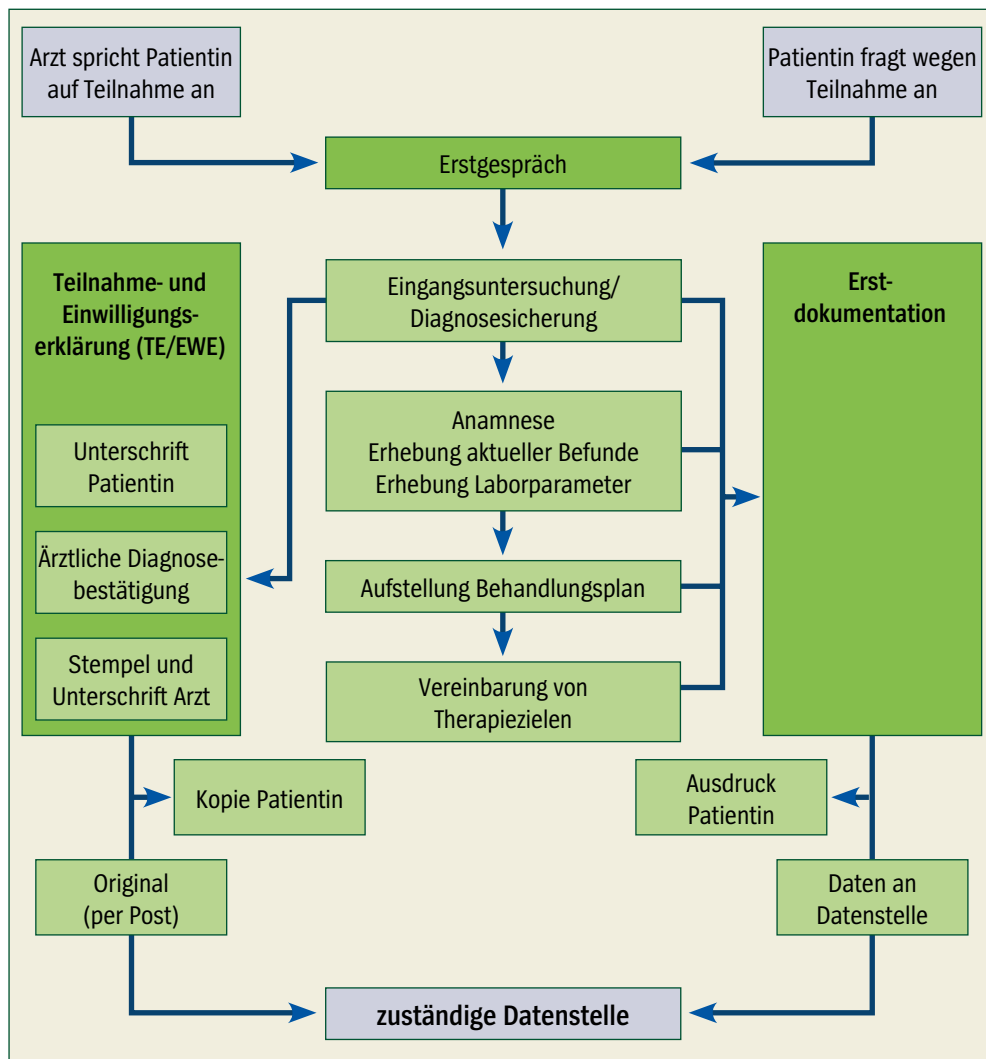 Arzt spricht Patientin
auf Teilnahme an
Patientin fragt wegen
Teilnahme an
Erstgespräch
Teilnahme- und
Einwilligungs-
erklärung (TE/EWE)
Unterschrift
Patientin
Ärztliche Diagnose-
bestätigung
Stempel und
Unterschrift Arzt
Eingangsuntersuchung/
Diagnosesicherung
Anamnese
Erhebung aktueller Befunde
Erhebung Laborparameter
Aufstellung Behandlungsplan
Vereinbarung von
Therapiezielen
Erst-
dokumentation
Kopie Patientin
Ausdruck
Patientin
Original
(per Post)
Daten an
Datenstelle
zuständige Datenstelle